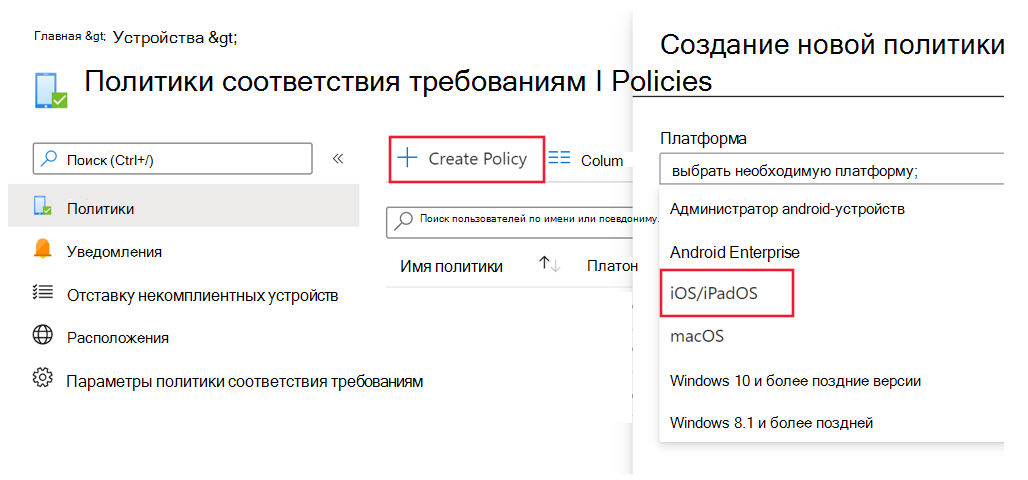 Главная &gt; Устройства &gt;
Политики соответствия требованиям I Policies
Поиск (Ctrl+/)
«
Политики
Уведомления
Отставку некомплиентных устройств
Расположения
Параметры политики соответствия требованиям
Create Policy
Colum
Поиск пользователей по имени или псевдониму.
Имя политики ↑↓ Платон
Создание новой политики
Платформа
выбрать необходимую платформу;
Администратор android-устройств
Android Enterprise
iOS/iPadOS
macOS
Windows 10 и более поздние версии
Windows 8.1 и более поздней